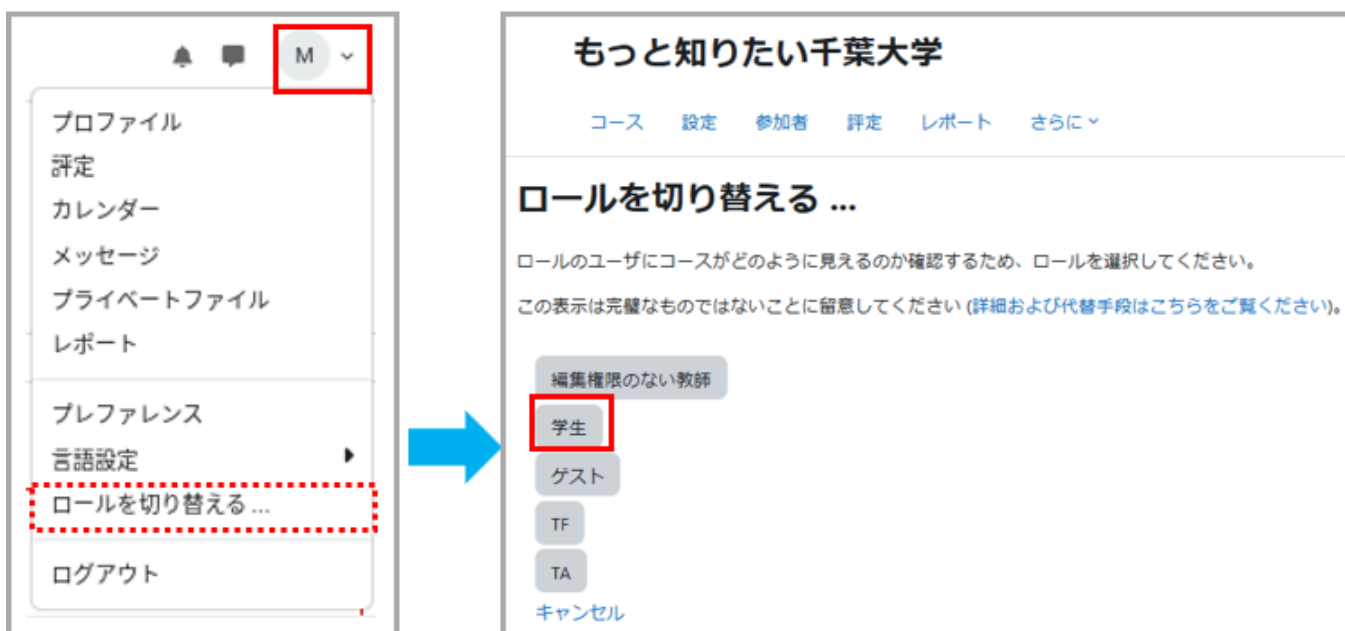 M
プロファイル
評定
カレンダー
メッセージ
プライベートファイル
レポート
プレファレンス
言語設定
ロールを切り替える ...
ログアウト
もっと知りたい千葉大学
コース 設定 参加者 評定 レポート さらに
ロールを切り替える ...
ロールのユーザにコースがどのように見えるのか確認するため、ロールを選択してください。
この表示は完璧なものではないことに留意してください (詳細および代替手段はこちらをご覧ください)。
編集権限のない教師
学生
ゲスト
TF
TA
キャンセル